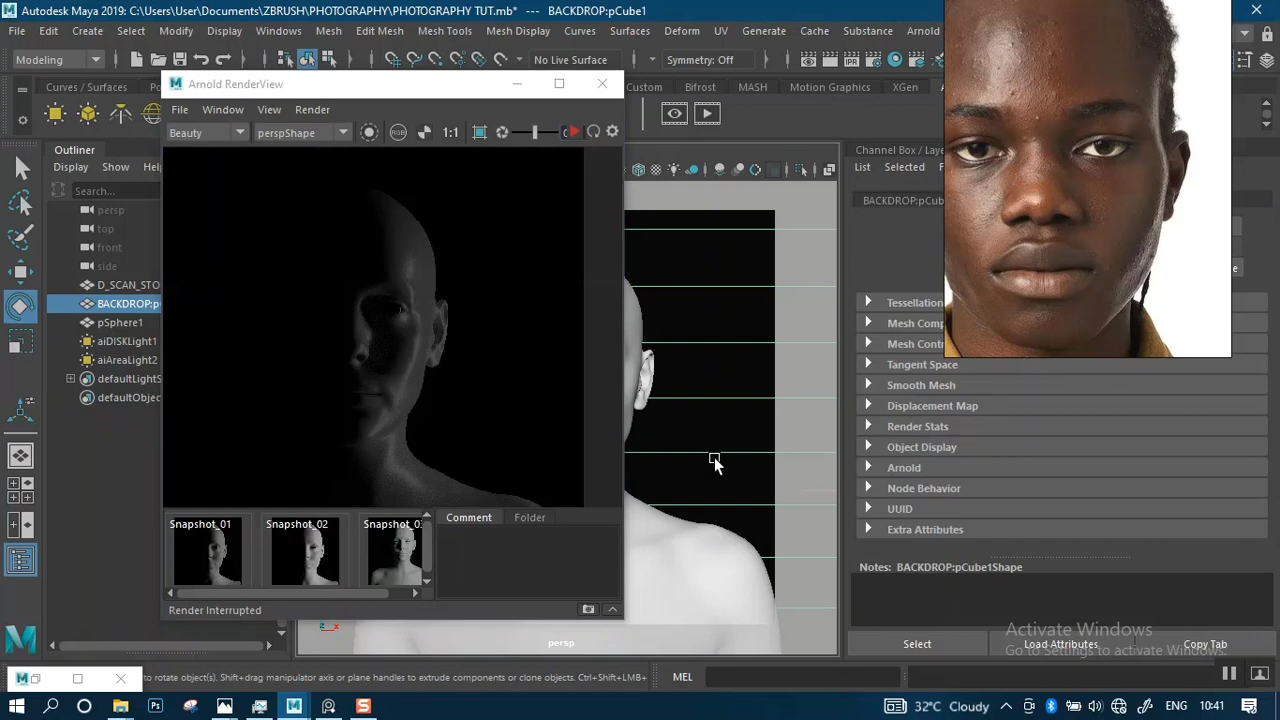 Autodesk Maya 2019: C:\Users\User\Documents\ZBRUSH\PHOTOGRAPHY\PHOTOGRAPHY TUT.mb* --- BACKDROP:pCube1
File Edit Create Select Modify Display Windows Mesh Edit Mesh Mesh Tools Mesh Display Curves Surfaces Deform UV Generate Cache Substance Arnold
Modeling No Live Surface Symmetry: Off
Curves / Surfaces Custom Bifrost MASH Motion Graphics XGen
Arnold RenderView
File Window View Render
Beauty perspShape 1:1
Outliner
Display Show
Search...
persp
top
front
side
D_SCAN_STO
BACKDROP:p
pSphere1
aiDISKLight1
aiAreaLight2
defaultLightS
defaultObjec
Snapshot_01 Snapshot_02
Comment Folder
Render Interrupted
persp
Channel Box / Laye
List Selected
BACKDROP:pCube
Tessellation
Mesh Comp
Mesh Contr
Tangent Space
Smooth Mesh
Displacement Map
Render Stats
Object Display
Arnold
Node Behavior
UUID
Extra Attributes
Notes: BACKDROP:pCube1Shape
Activate Windows
Go to Settings to activate Windows.
Select Load Attributes Copy Tab
to rotate object(s). Shift+drag manipulator axis or plane handles to extrude components or clone objects. Ctrl+Shift+LMB+
MEL
32°C Cloudy ENG 10:41